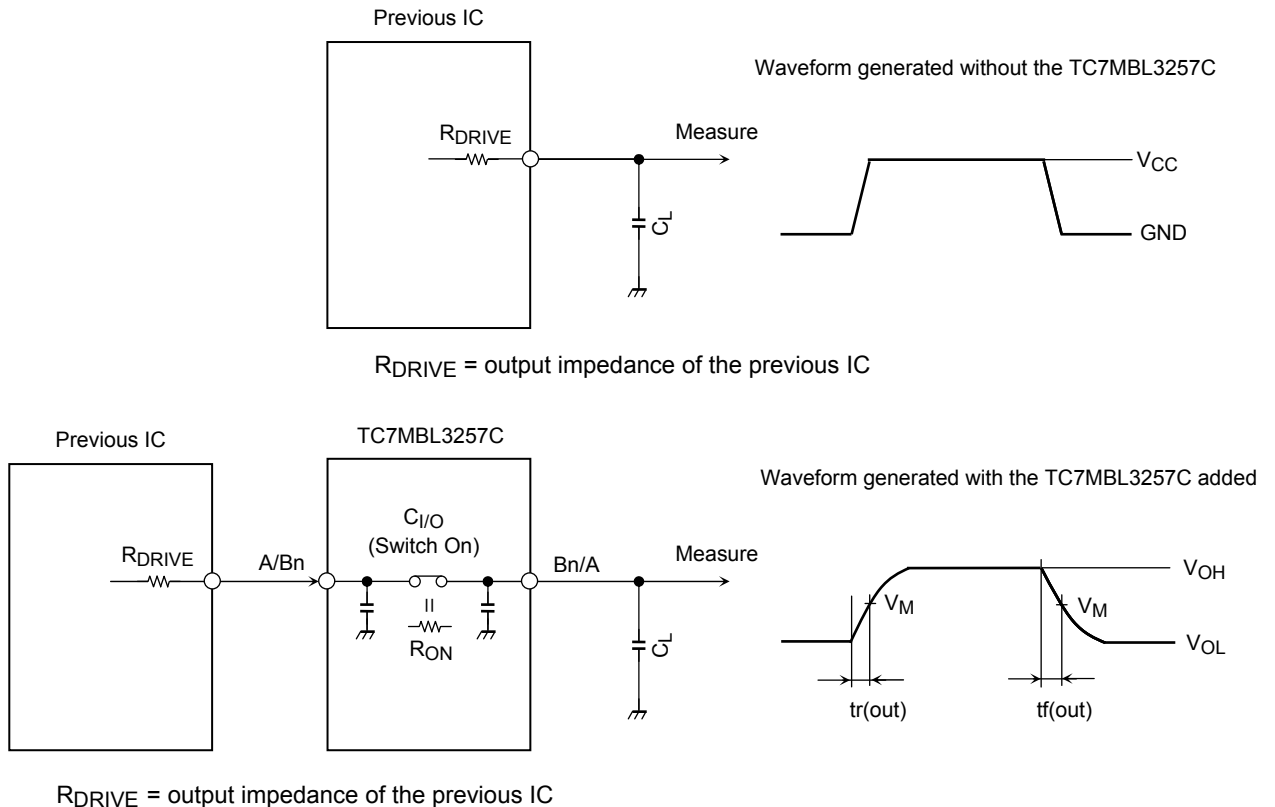 Previous IC
Waveform generated without the TC7MBL3257C
RDRIVE
Measure
VCC
CL
GND
RDRIVE = output impedance of the previous IC
Previous IC
TC7MBL3257C
Waveform generated with the TC7MBL3257C added
CI/O
(Switch On)
RDRIVE
A/Bn
Bn/A
Measure
VOH
VM
VM
=
RON
CL
VOL
tr(out)
tf(out)
RDRIVE = output impedance of the previous IC